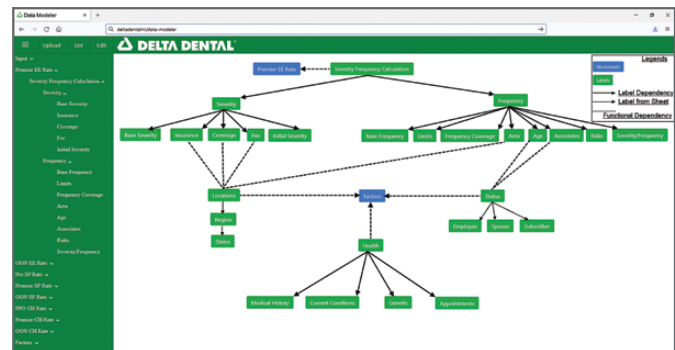 Data Modeler
deltadentalmi/data-modeler
Upload List Edit
DELTA DENTAL
Input
Premier EE Rate
Severity Frequency Calculation
Severity
Base Severity
Insurance
Coverage
Fee
Initial Severity
Frequency
Base Frequency
Limits
Frequency Coverage
Area
Age
Associates
Risks
Severity/Frequency
OON EE Rate
Pre-SP Rate
Premier SP Rate
OON SP Rate
PPO CH Rate
Premier CH Rate
OON CH Rate
Factors
Premier EE Rate
Severity Frequency Calculation
Legends
Worksheets
Labels
Label Dependency
Label from Sheet
Functional Dependency
Severity
Frequency
Base Severity
Insurance
Coverage
Fee
Initial Severity
Base Frequency
Limits
Frequency Coverage
Area
Age
Associates
Risks
Severity/Frequency
Locations
Factors
Status
Region
States
Employee
Spouse
Subscriber
Health
Medical History
Current Conditions
Genetic
Appointments